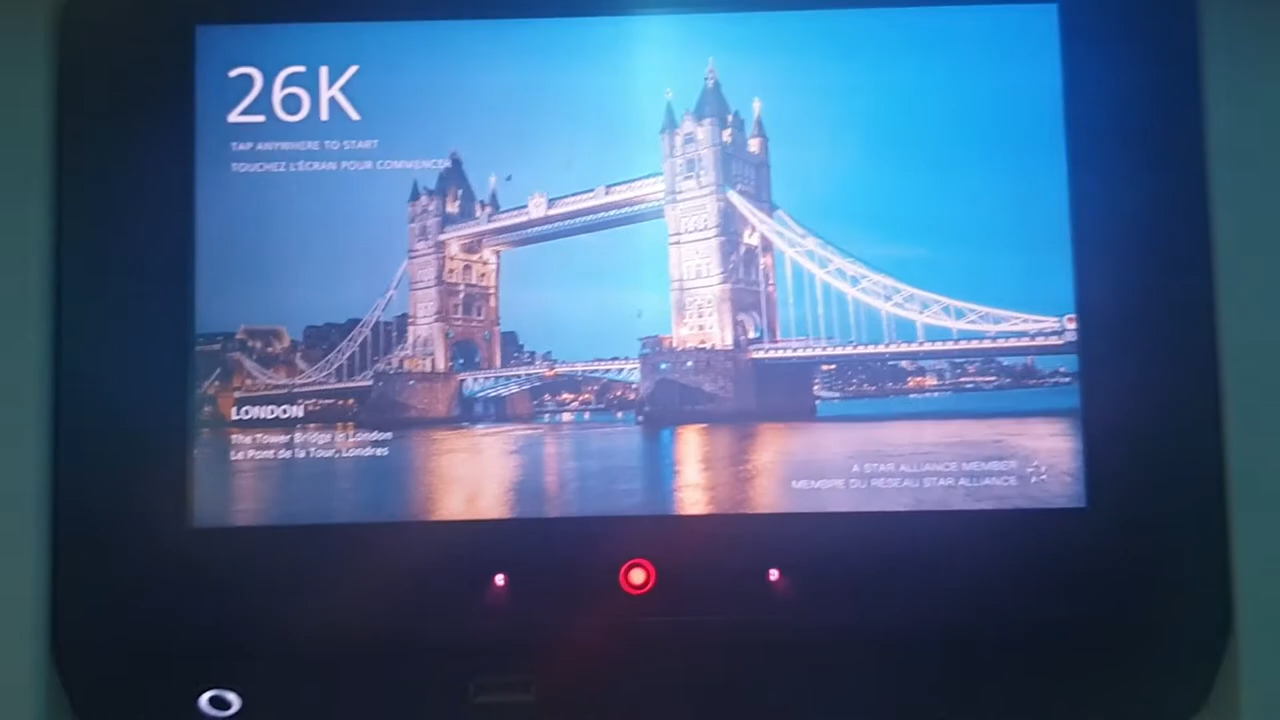 26K
TAP ANYWHERE TO START
TOUCHEZ L'ÉCRAN POUR COMMENCER
LONDON
The Tower Bridge in London
Le Pont de la Tour, Londres
A STAR ALLIANCE MEMBER
MEMBRE DU RÉSEAU STAR ALLIANCE